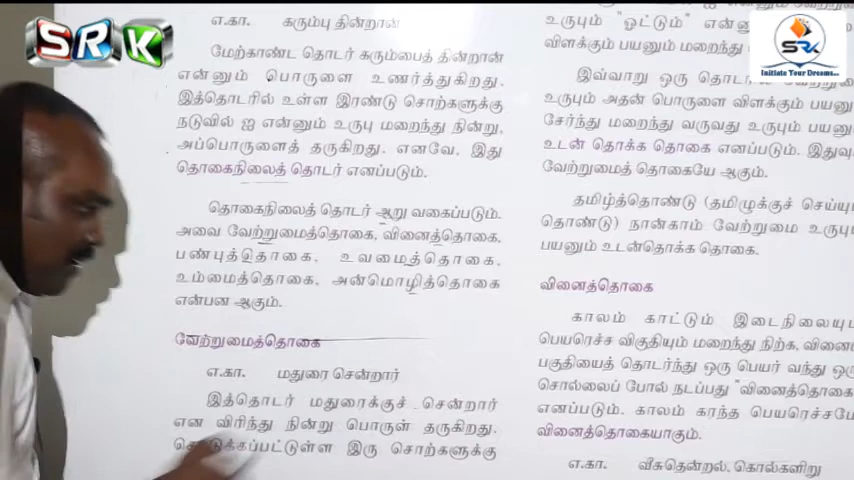 SRK
எ.கா. கரும்பு தின்றான்
மேற்காண்ட தொடர் கரும்பைத் தின்றான்
என்னும் பொருளை உணர்த்துகிறது.
இத்தொடரில் உள்ள இரண்டு சொற்களுக்கு
நடுவில் ஐ என்னும் உருபு மறைந்து நின்று,
அப்பொருளைத் தருகிறது. எனவே, இது
தொகைநிலைத் தொடர் எனப்படும்.
தொகைநிலைத் தொடர் ஆறு வகைப்படும்.
அவை வேற்றுமைத்தொகை, வினைத்தொகை,
பண்புத்தொகை, உவமைத்தொகை,
உம்மைத்தொகை, அன்மொழித்தொகை
என்பன ஆகும்.
வேற்றுமைத்தொகை
எ.கா. மதுரை சென்றார்
இத்தொடர் மதுரைக்குச் சென்றார்
என விரிந்து நின்று பொருள் தருகிறது.
இரு சொற்களுக்கு
உருபும் "ஓட்டும்"
விளக்கும் பயனும் மறைந்து
இவ்வாறு ஒரு தொடர்
உருபும் அதன் பொருளை விளக்கும் பயனு
சேர்ந்து மறைந்து வருவது உருபும் பயனும்
உடன் தொக்க தொகை எனப்படும். இதுவு
வேற்றுமைத் தொகையே ஆகும்.
தமிழ்த்தொண்டு (தமிழுக்குச் செய்யு
தொண்டு) நான்காம் வேற்றுமை உருபு
பயனும் உடன்தொக்க தொகை.
வினைத்தொகை
காலம் காட்டும் இடைநிலையு
பெயரெச்ச விகுதியும் மறைந்து நிற்க, வினை
பகுதியைத் தொடர்ந்து ஒரு பெயர் வந்து ஒரு
சொல்லைப் போல் நடப்பது "வினைத்தொகை
எனப்படும். காலம் கரந்த பெயரெச்சமே
வினைத்தொகையாகும்.
எ.கா. வீசுதென்றல், கொல்களிறு
SRK
Initiate Your Dreams..